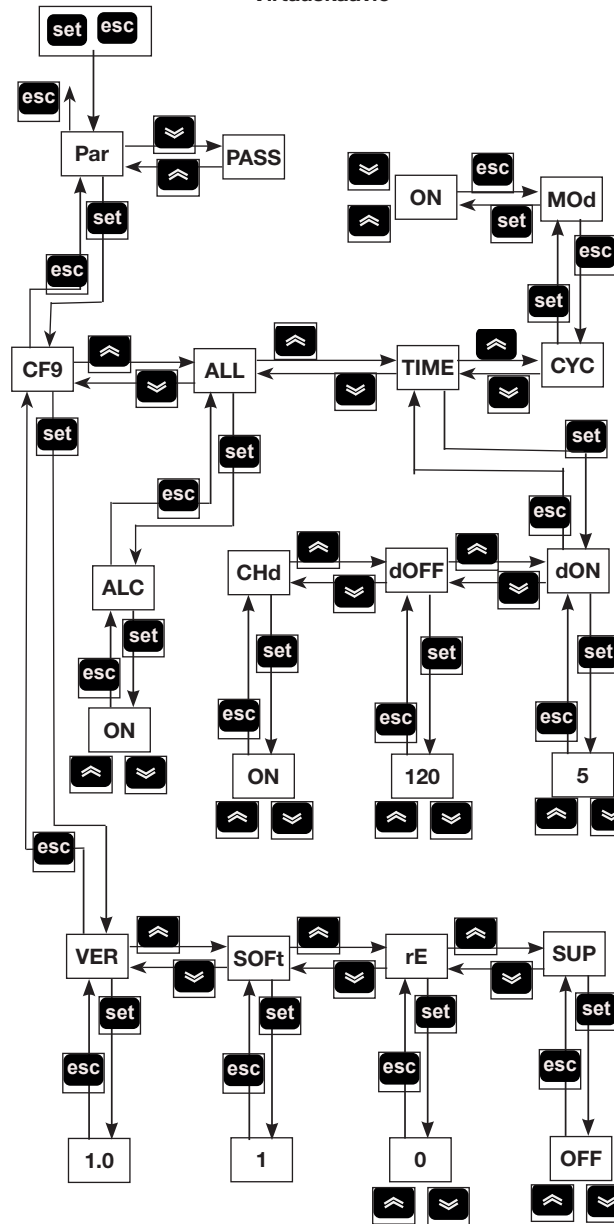 set esc
esc
Par
PASS
set
esc
ON
esc
MOd
set
esc
set
CF9
ALL
TIME
CYC
set
set
set
esc
esc
ALC
CHd
dOFF
dON
set
set
set
set
esc
esc
esc
esc
ON
ON
120
5
esc
VER
SOFt
rE
SUP
set
set
set
set
esc
esc
esc
esc
1.0
1
0
OFF